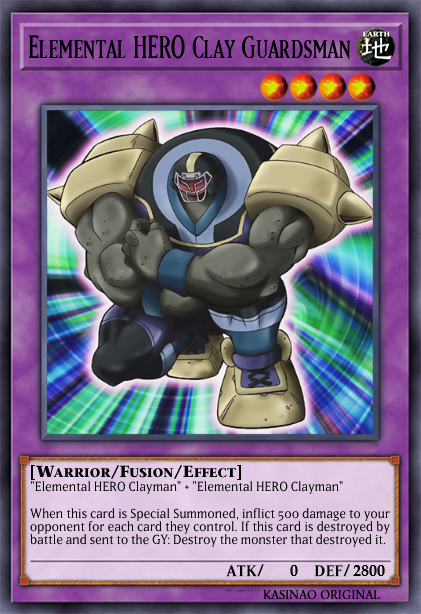 Elemental HERO Clay Guardsman
EARTH
地
[Warrior/Fusion/Effect]
"Elemental HERO Clayman" + "Elemental HERO Clayman"
When this card is Special Summoned, inflict 500 damage to your
opponent for each card they control. If this card is destroyed by
battle and sent to the GY: Destroy the monster that destroyed it.
ATK/ 0 DEF/2800
KASINAO ORIGINAL